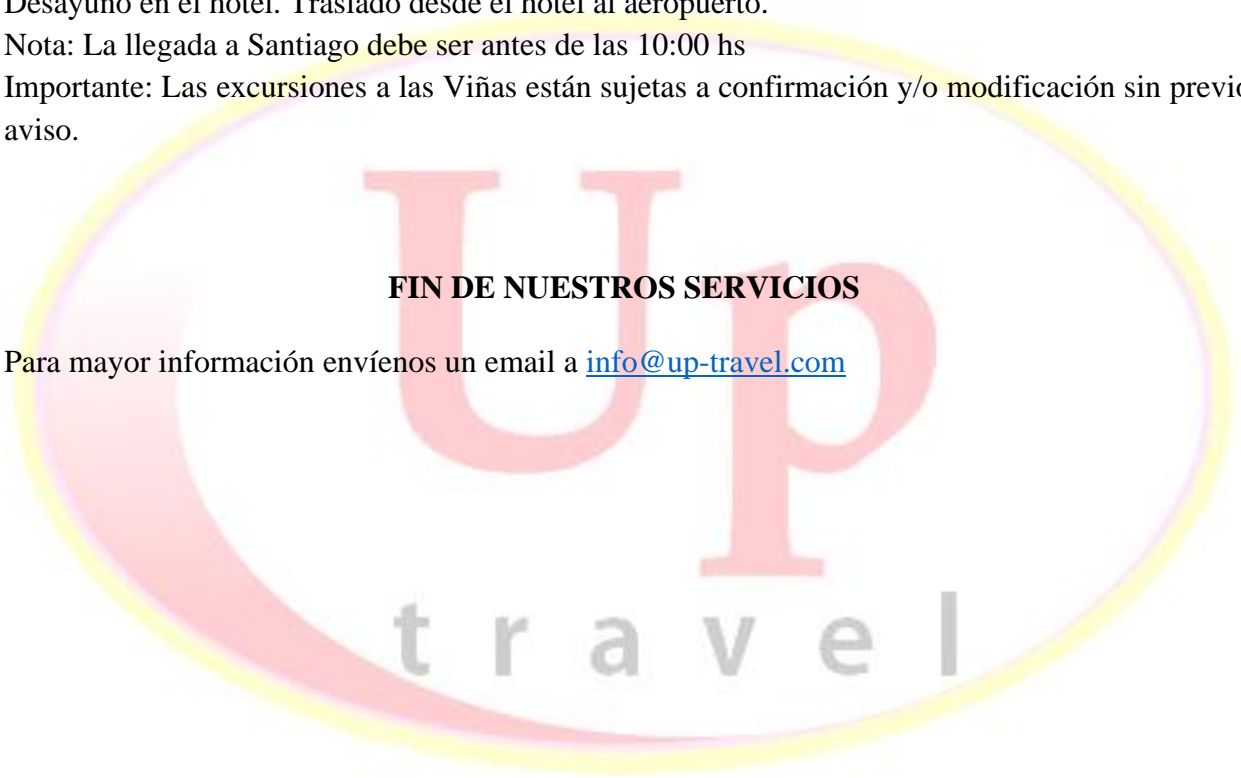 Desayuno en el hotel. Traslado desde el hotel al aeropuerto.
Nota: La llegada a Santiago debe ser antes de las 10:00 hs
Importante: Las excursiones a las Viñas están sujetas a confirmación y/o modificación sin previo
aviso.
FIN DE NUESTROS SERVICIOS
Para mayor información envíenos un email a info@up-travel.com
Up
travel